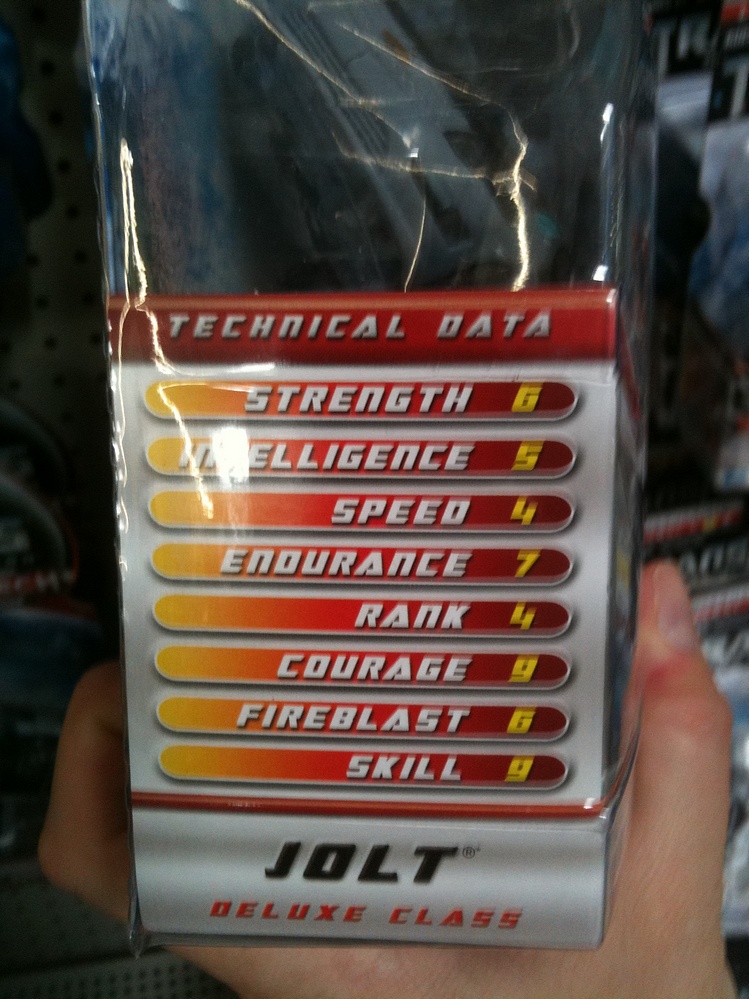 TECHNICAL DATA
STRENGTH 6
INTELLIGENCE 5
SPEED 4
ENDURANCE 7
RANK 4
COURAGE 9
FIREBLAST 6
SKILL 9
JOLT®
DELUXE CLASS